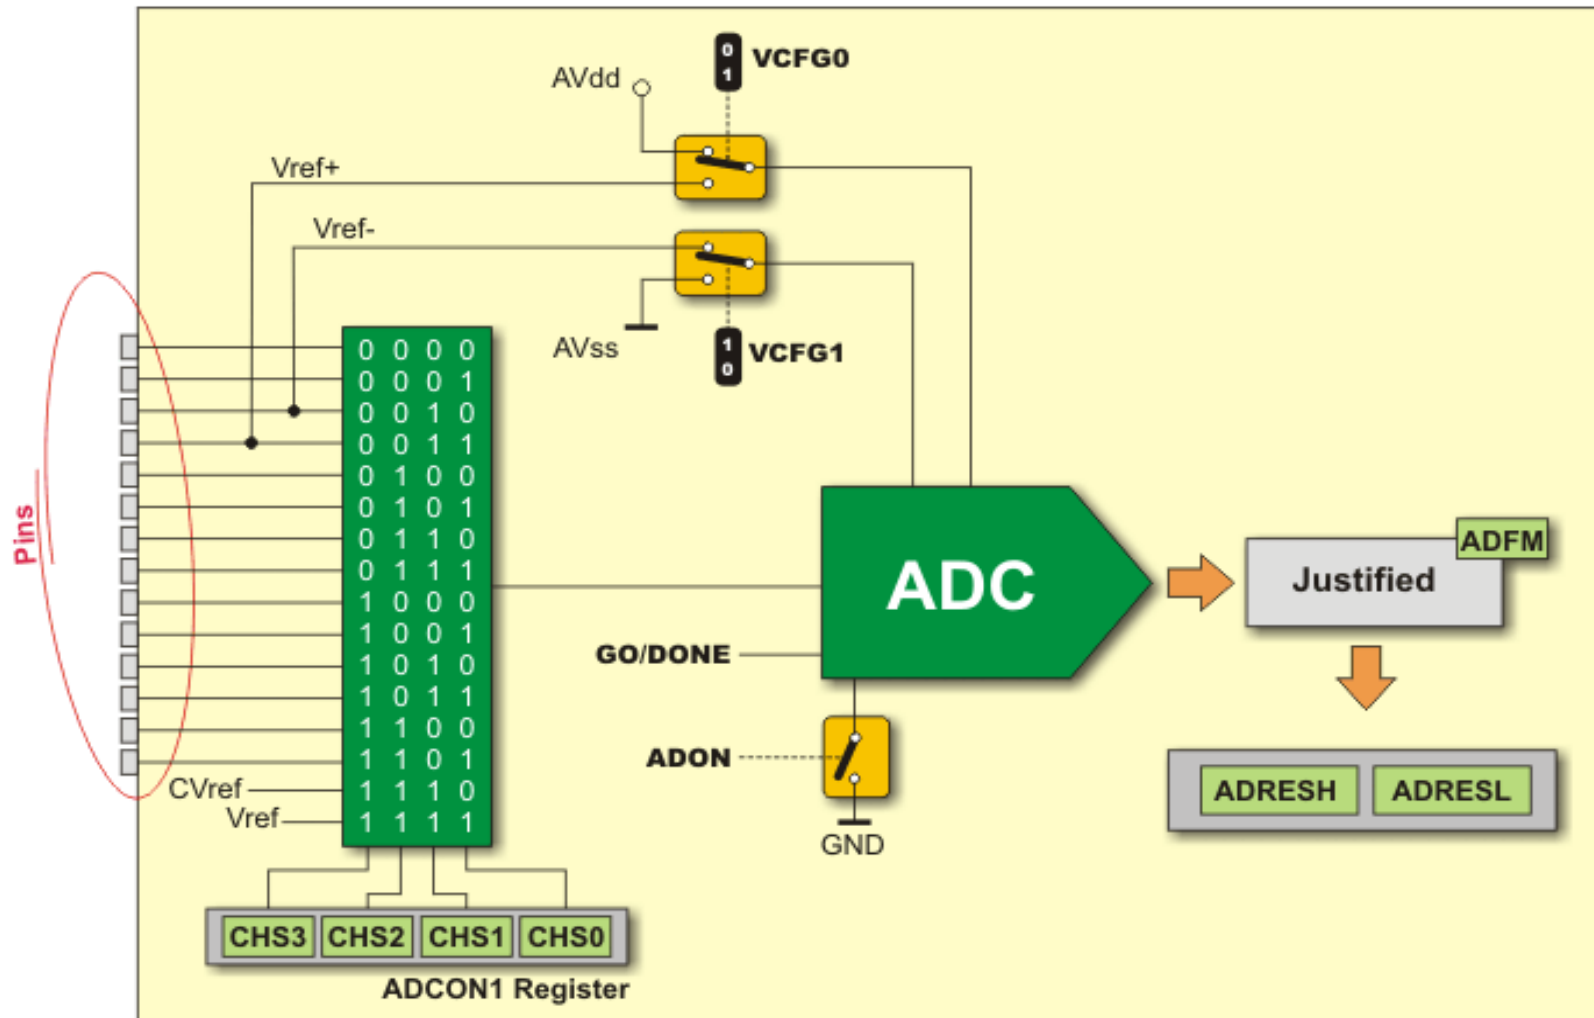 0
1
VCFG0
AVdd
Vref+
Vref-
AVss
1
0
VCFG1
0 0 0 0
0 0 0 1
0 0 1 0
0 0 1 1
0 1 0 0
0 1 0 1
0 1 1 0
0 1 1 1
1 0 0 0
1 0 0 1
1 0 1 0
1 0 1 1
1 1 0 0
1 1 0 1
CVref 1 1 1 0
Vref 1 1 1 1
Pins
ADC
GO/DONE
ADON
GND
ADFM
Justified
ADRESH ADRESL
CHS3 CHS2 CHS1 CHS0
ADCON1 Register